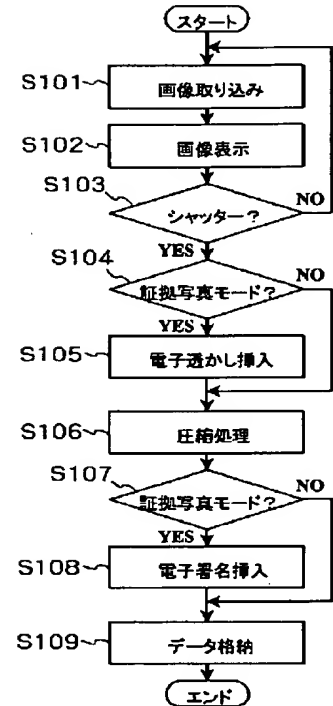 スタート
S101
画像取り込み
S102
画像表示
S103
シャッター?
NO
YES
S104
証拠写真モード?
NO
YES
S105
電子透かし挿入
S106
圧縮処理
S107
証拠写真モード?
NO
YES
S108
電子署名挿入
S109
データ格納
エンド